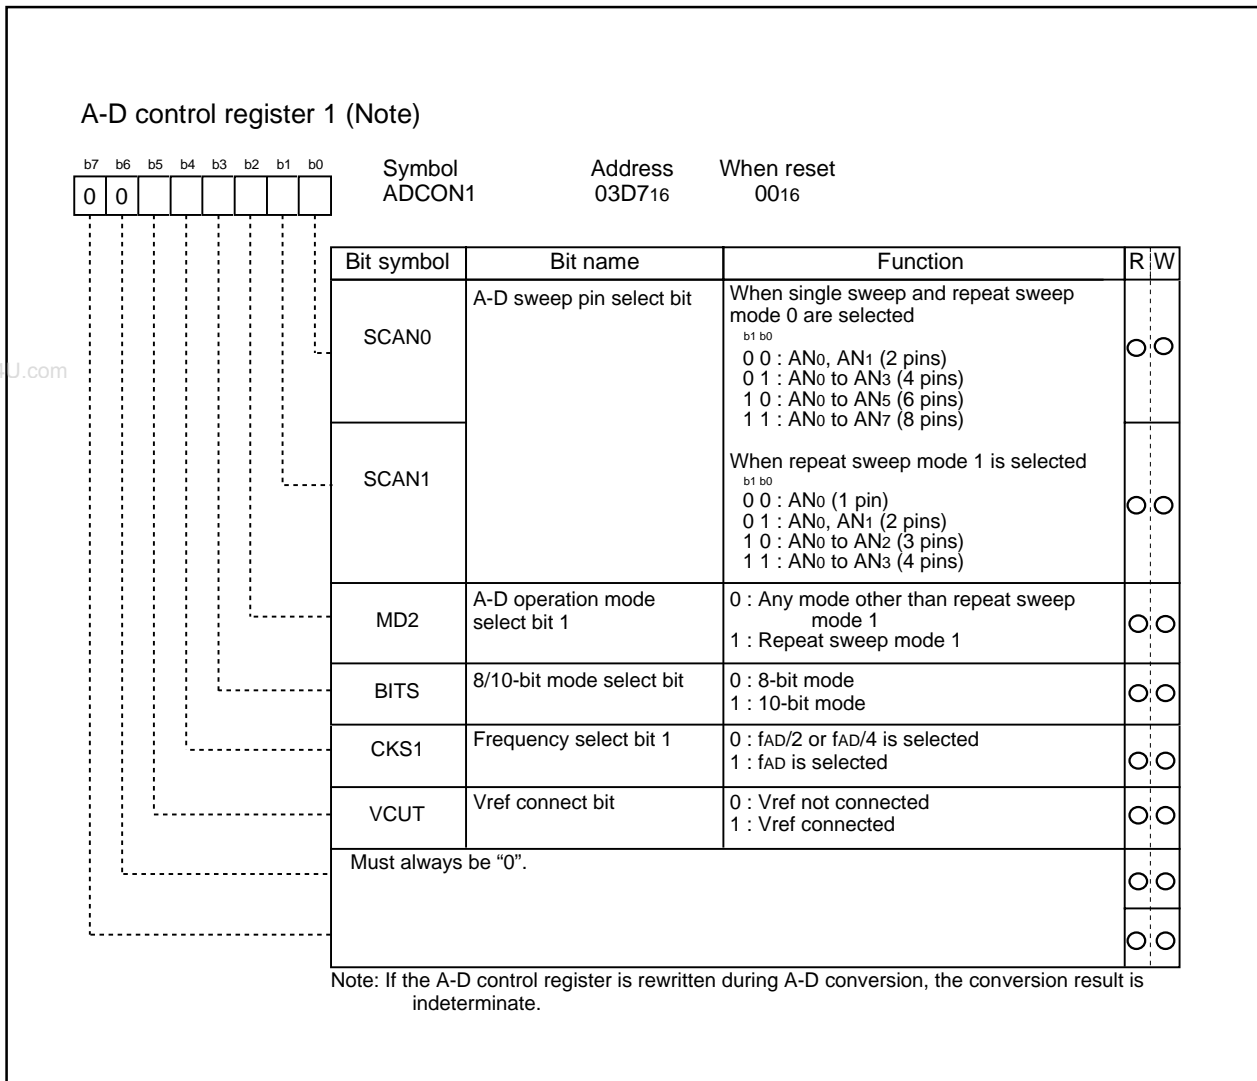 A-D control register 1 (Note)
b7 b6 b5 b4 b3 b2 b1 b0
0 0
Symbol Address When reset
ADCON1 03D716 0016
Bit symbol Bit name Function R W
SCAN0
A-D sweep pin select bit
When single sweep and repeat sweep
mode 0 are selected
b1 b0
0 0 : AN0, AN1 (2 pins)
0 1 : AN0 to AN3 (4 pins)
1 0 : AN0 to AN5 (6 pins)
1 1 : AN0 to AN7 (8 pins)
SCAN1
When repeat sweep mode 1 is selected
b1 b0
0 0 : AN0 (1 pin)
0 1 : AN0, AN1 (2 pins)
1 0 : AN0 to AN2 (3 pins)
1 1 : AN0 to AN3 (4 pins)
MD2
A-D operation mode
select bit 1
0 : Any mode other than repeat sweep
mode 1
1 : Repeat sweep mode 1
BITS
8/10-bit mode select bit
0 : 8-bit mode
1 : 10-bit mode
CKS1
Frequency select bit 1
0 : fAD/2 or fAD/4 is selected
1 : fAD is selected
VCUT
Vref connect bit
0 : Vref not connected
1 : Vref connected
Must always be “0”.
Note: If the A-D control register is rewritten during A-D conversion, the conversion result is
indeterminate.
U.com